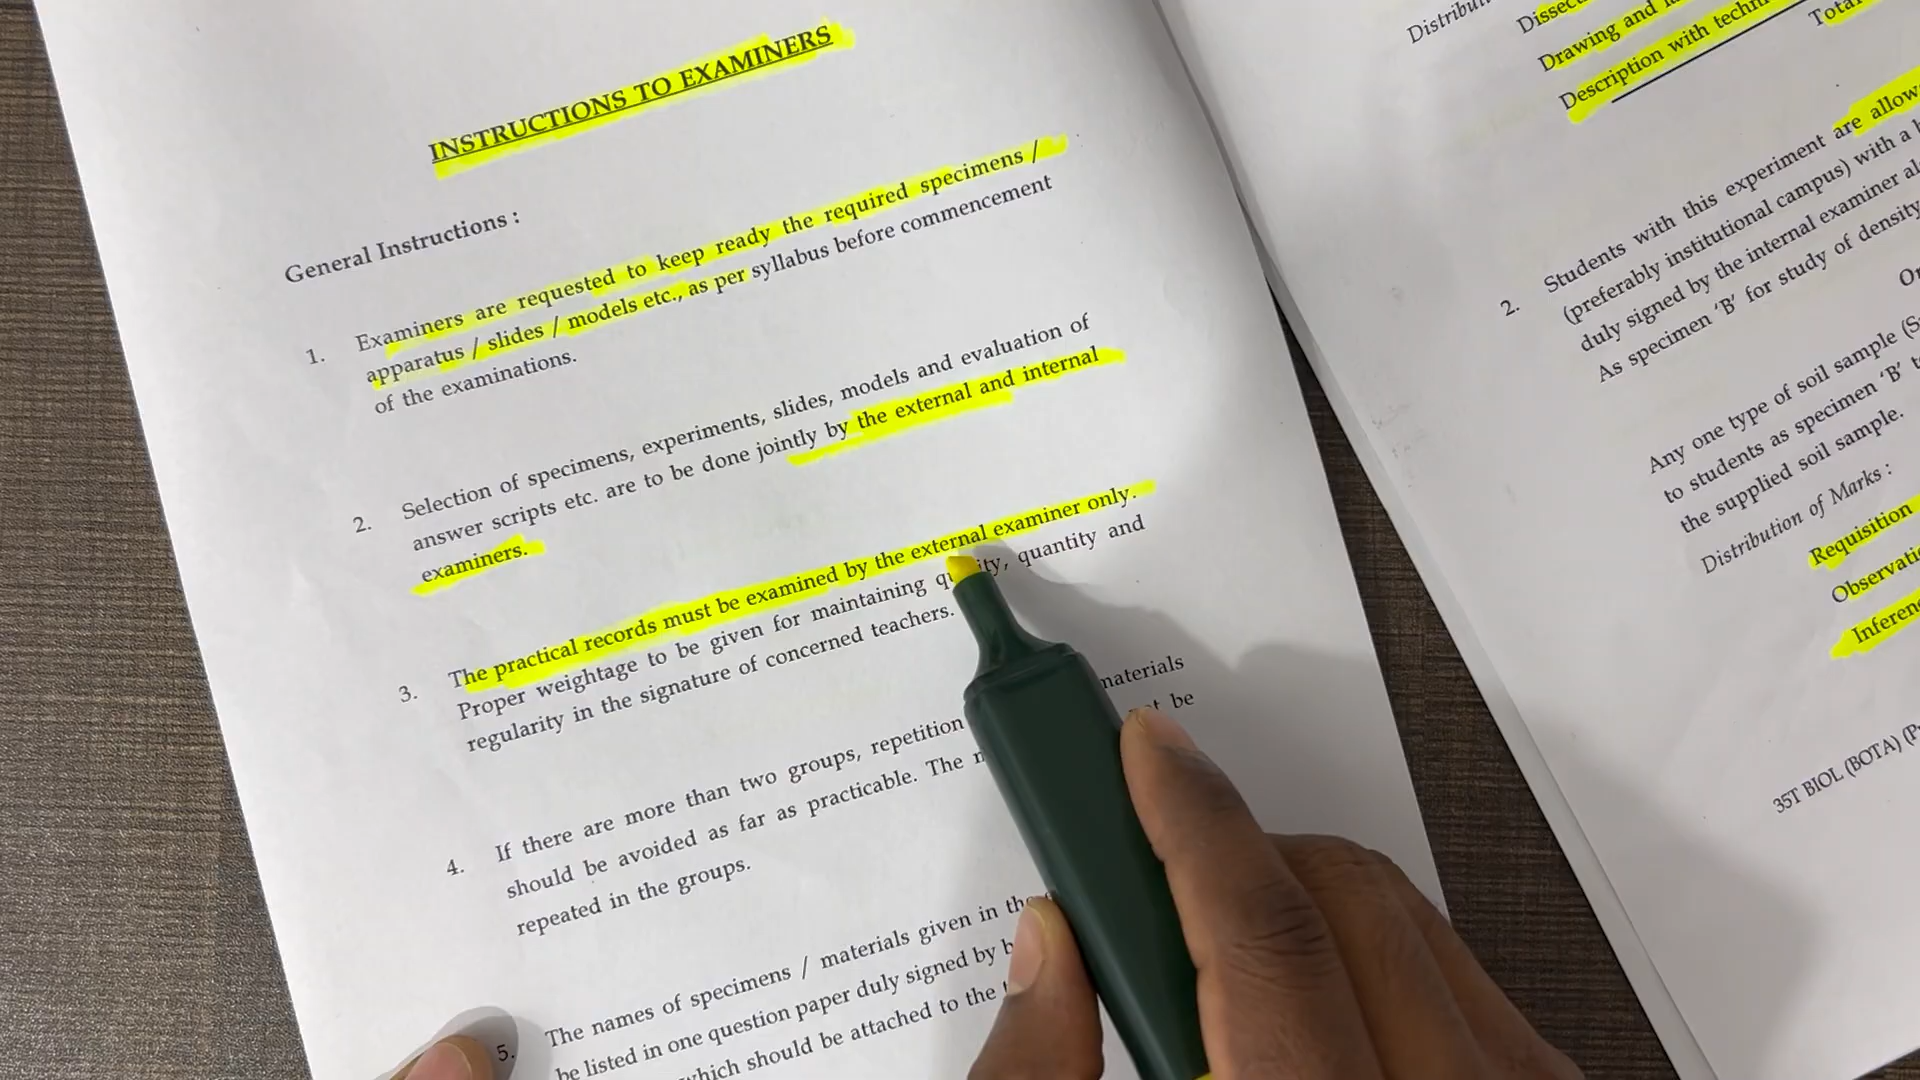 INSTRUCTIONS TO EXAMINERS
General Instructions :
1. Examiners are requested to keep ready the required specimens /
apparatus / slides / models etc., as per syllabus before commencement
of the examinations.
2. Selection of specimens, experiments, slides, models and evaluation of
answer scripts etc. are to be done jointly by the external and internal
examiners.
3. The practical records must be examined by the external examiner only.
Proper weightage to be given for maintaining quantity and
regularity in the signature of concerned teachers.
4. If there are more than two groups, repetition materials
should be avoided as far as practicable. The be
repeated in the groups.
5. The names of specimens / materials given in the
be listed in one question paper duly signed by
which should be attached to the
Drawing and
Description with
2. Students with this experiment are
(preferably institutional campus) with a
duly signed by the internal examiner
As specimen 'B' for study of density
Any one type of soil sample
to students as specimen 'B'
the supplied soil sample.
Distribution of Marks :
Requisition
35T BIOL (BOTA)